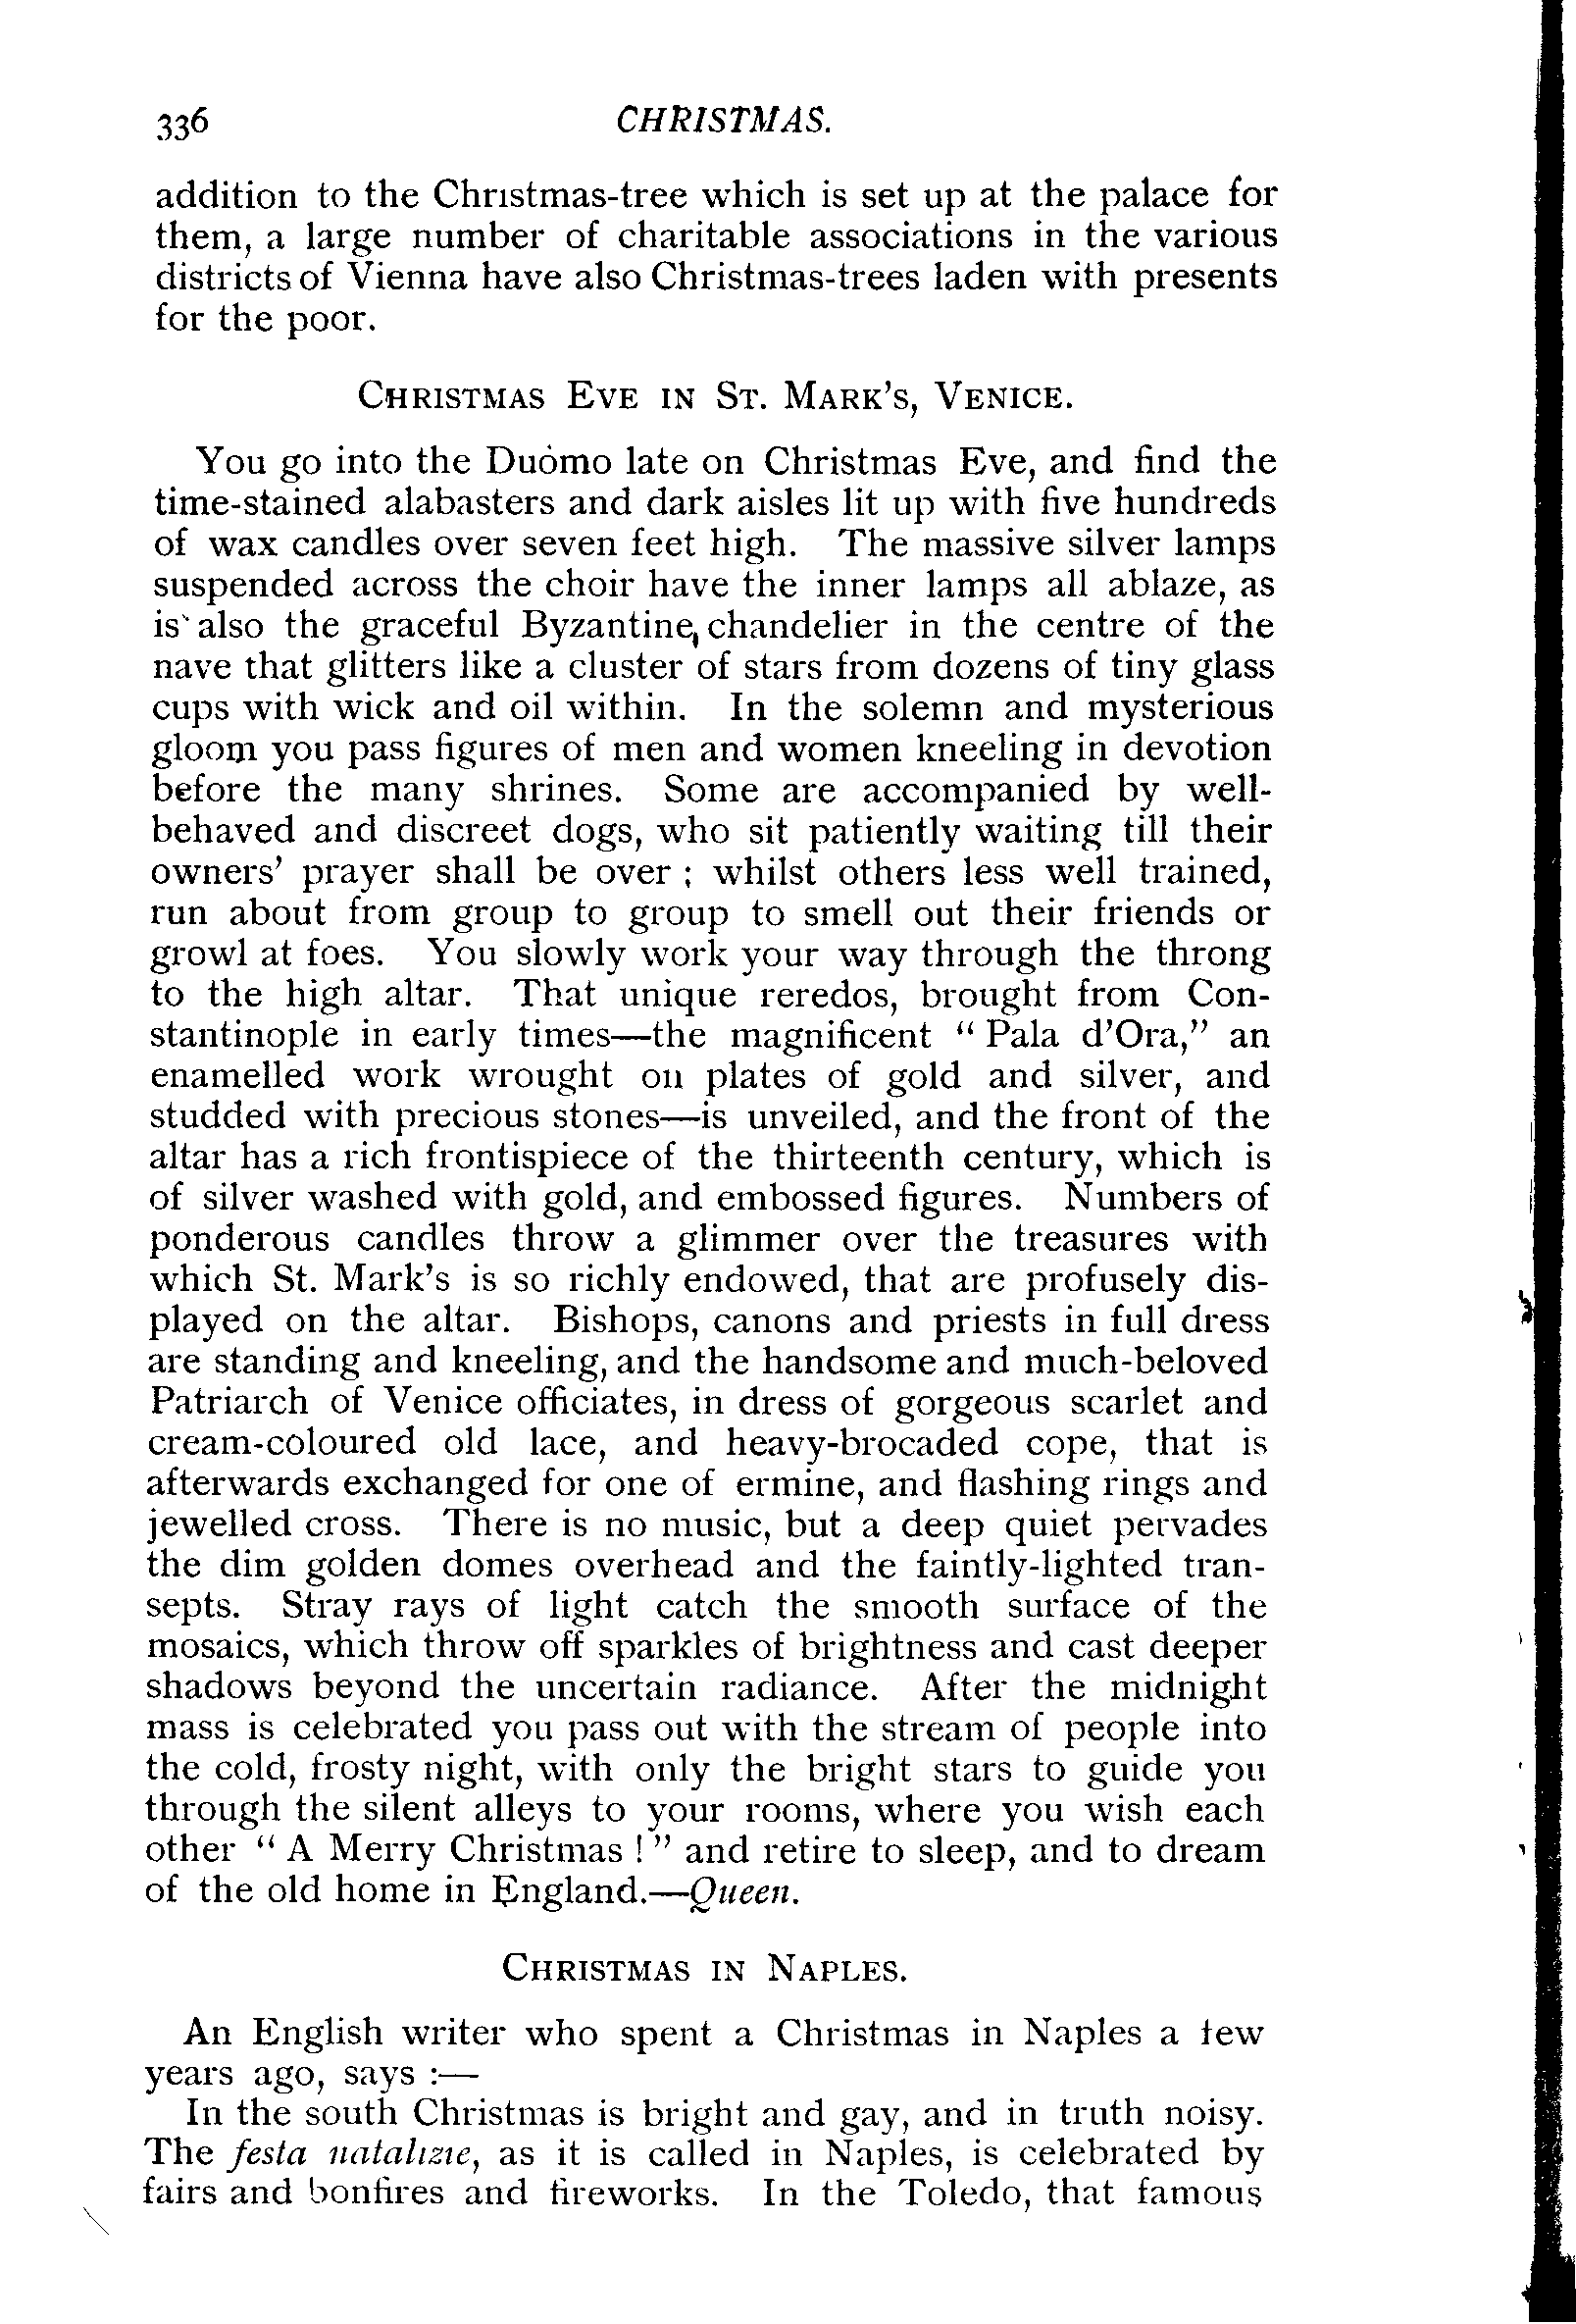 336 CHRISTMAS.
addition to the Christmas-tree which is set up at the palace for
them, a large number of charitable associations in the various
districts of Vienna have also Christmas-trees laden with presents
for the poor.
CHRISTMAS EVE IN ST. MARK'S, VENICE.
You go into the Duòmo late on Christmas Eve, and find the
time-stained alabasters and dark aisles lit up with five hundreds
of wax candles over seven feet high. The massive silver lamps
suspended across the choir have the inner lamps all ablaze, as
is also the graceful Byzantine, chandelier in the centre of the
nave that glitters like a cluster of stars from dozens of tiny glass
cups with wick and oil within. In the solemn and mysterious
gloom you pass figures of men and women kneeling in devotion
before the many shrines. Some are accompanied by well-
behaved and discreet dogs, who sit patiently waiting till their
owners' prayer shall be over ; whilst others less well trained,
run about from group to group to smell out their friends or
growl at foes. You slowly work your way through the throng
to the high altar. That unique reredos, brought from Con-
stantinople in early times—the magnificent “ Pala d'Ora,” an
enamelled work wrought on plates of gold and silver, and
studded with precious stones—is unveiled, and the front of the
altar has a rich frontispiece of the thirteenth century, which is
of silver washed with gold, and embossed figures. Numbers of
ponderous candles throw a glimmer over the treasures with
which St. Mark's is so richly endowed, that are profusely dis-
played on the altar. Bishops, canons and priests in full dress
are standing and kneeling, and the handsome and much-beloved
Patriarch of Venice officiates, in dress of gorgeous scarlet and
cream-coloured old lace, and heavy-brocaded cope, that is
afterwards exchanged for one of ermine, and flashing rings and
jewelled cross. There is no music, but a deep quiet pervades
the dim golden domes overhead and the faintly-lighted tran-
septs. Stray rays of light catch the smooth surface of the
mosaics, which throw off sparkles of brightness and cast deeper
shadows beyond the uncertain radiance. After the midnight
mass is celebrated you pass out with the stream of people into
the cold, frosty night, with only the bright stars to guide you
through the silent alleys to your rooms, where you wish each
other “ A Merry Christmas ! ” and retire to sleep, and to dream
of the old home in England.—Queen.
CHRISTMAS IN NAPLES.
An English writer who spent a Christmas in Naples a few
years ago, says :—
In the south Christmas is bright and gay, and in truth noisy.
The festa natalizie, as it is called in Naples, is celebrated by
fairs and bonfires and fireworks. In the Toledo, that famous